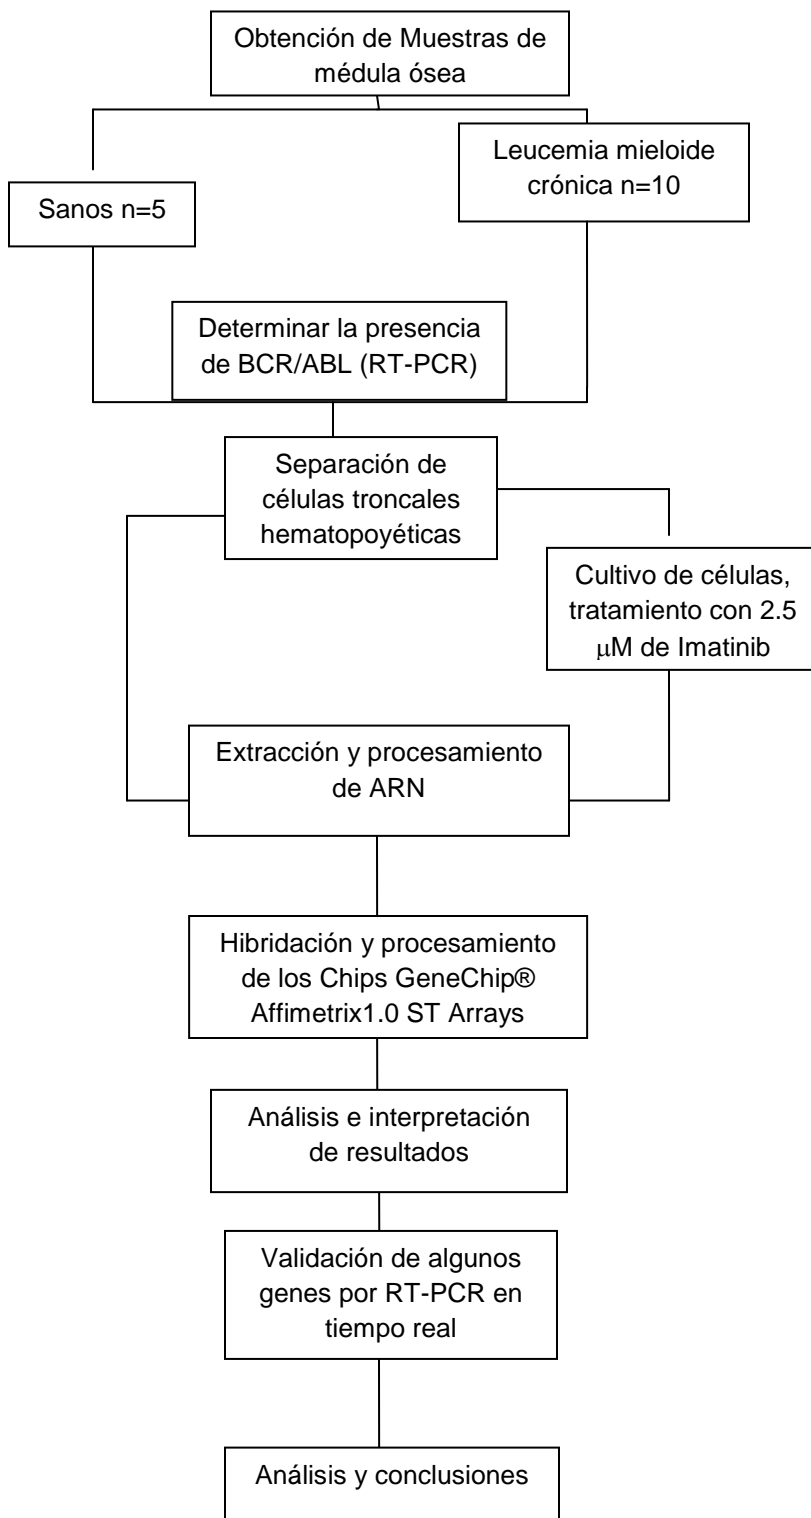 Obtención de Muestras de
médula ósea
Leucemia mieloide
crónica n=10
Sanos n=5
Determinar la presencia
de BCR/ABL (RT-PCR)
Separación de
células troncales
hematopoyéticas
Cultivo de células,
tratamiento con 2.5
μM de Imatinib
Extracción y procesamiento
de ARN
Hibridación y procesamiento
de los Chips GeneChip®
Affimetrix1.0 ST Arrays
Análisis e interpretación
de resultados
Validación de algunos
genes por RT-PCR en
tiempo real
Análisis y conclusiones